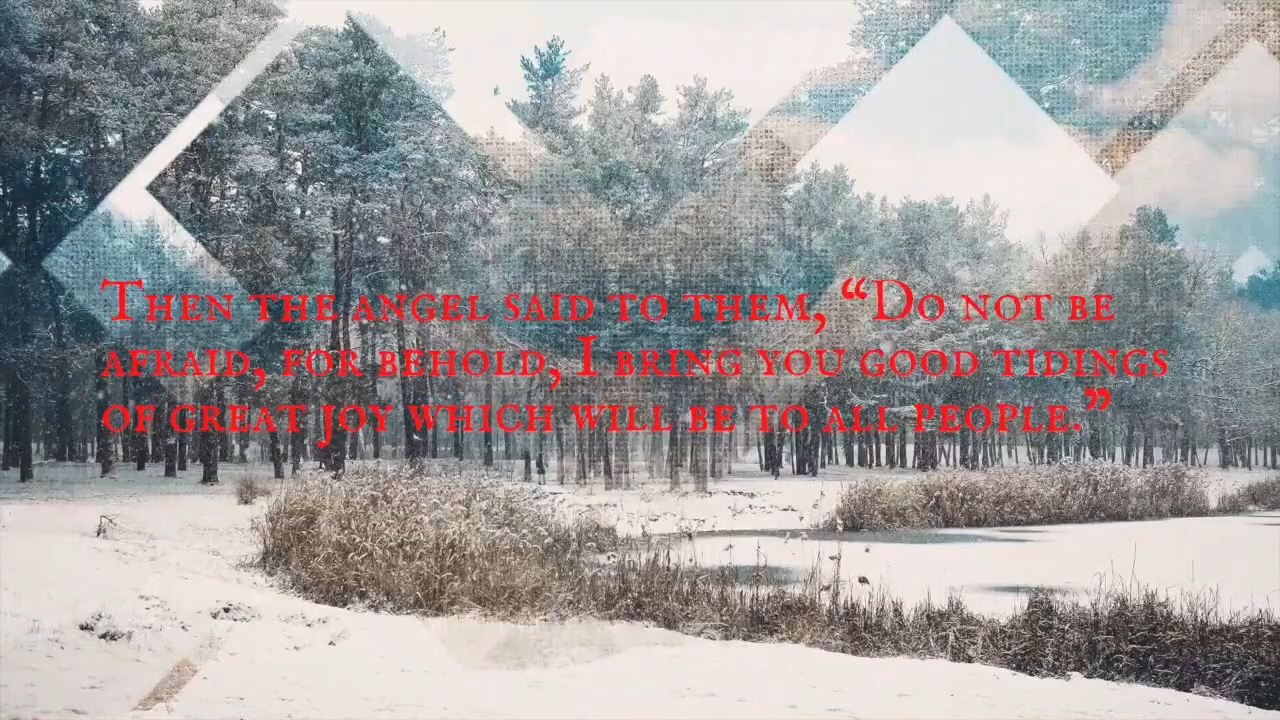 Then the angel said to them, “Do not be
afraid, for behold, I bring you good tidings
of great joy which will be to all people.”